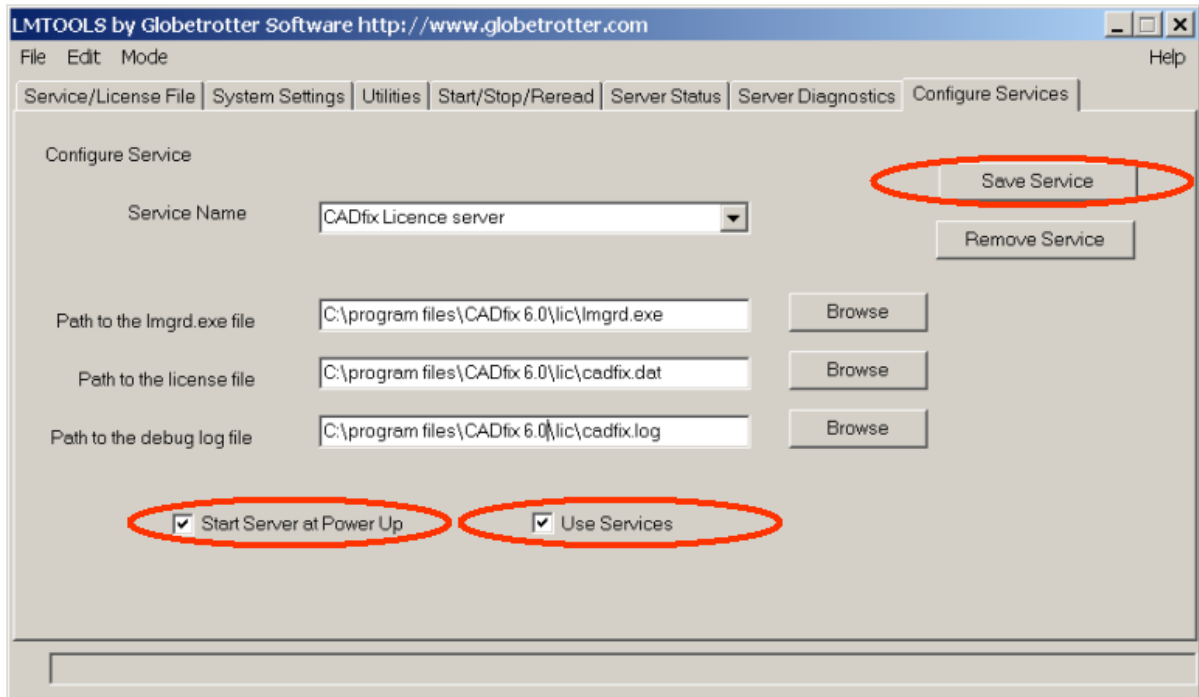 LMTOOLS by Globetrotter Software http://www.globetrotter.com
File Edit Mode Help
Service/License File System Settings Utilities Start/Stop/Reread Server Status Server Diagnostics Configure Services
Configure Service
Save Service
Service Name CADfix Licence server
Remove Service
Path to the lmgrd.exe file C:\program files\CADfix 6.0\lic\lmgrd.exe Browse
Path to the license file C:\program files\CADfix 6.0\lic\cadfix.dat Browse
Path to the debug log file C:\program files\CADfix 6.0\lic\cadfix.log Browse
Start Server at Power Up Use Services